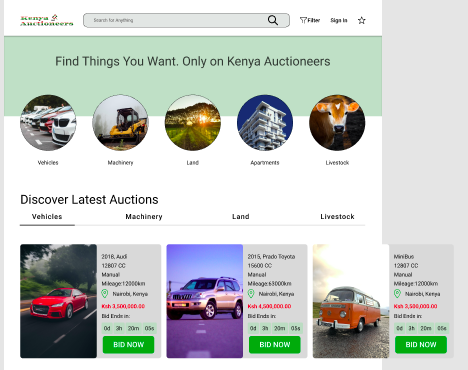 Kenya
Auctioneers
Search for Anything
Filter
Sign In
Find Things You Want. Only on Kenya Auctioneers
Vehicles
Machinery
Land
Apartments
Livestock
Discover Latest Auctions
Vehicles
Machinery
Land
Livestock
2018, Audi
12807 CC
Manual
Mileage:12000km
Nairobi, Kenya
Ksh 3,500,000.00
Bid Ends in:
0d 3h 20m 05s
BID NOW
2015, Prado Toyota
15600 CC
Manual
Mileage:63000km
Nairobi, Kenya
Ksh 4,500,000.00
Bid Ends in:
0d 3h 20m 05s
BID NOW
MiniBus
12807 CC
Manual
Mileage:12000km
Nairobi, Kenya
Ksh 3,500,000.00
Bid Ends in:
0d 3h 20m 05s
BID NOW